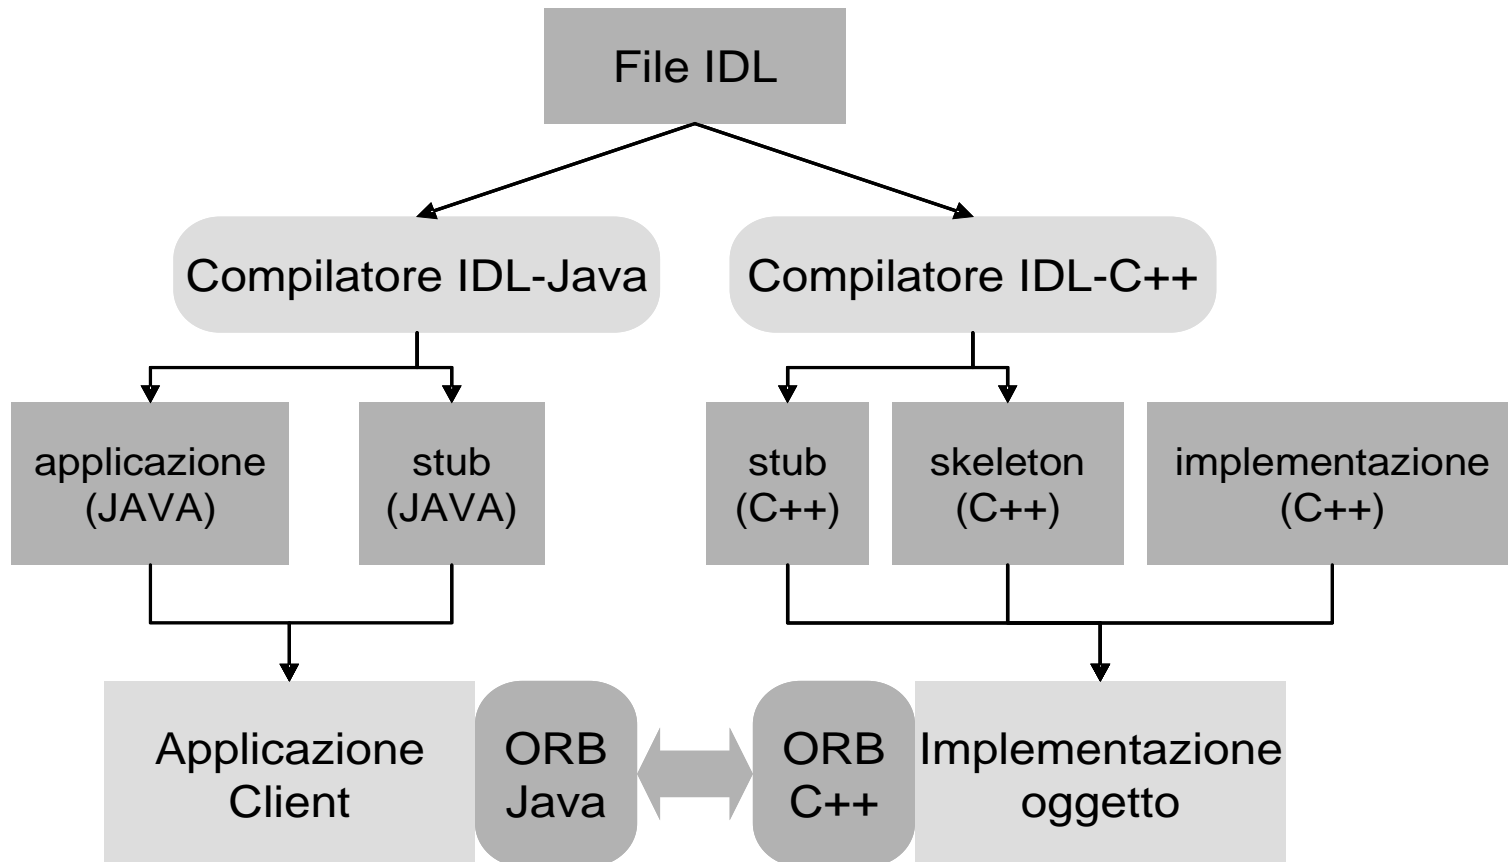 File IDL
Compilatore IDL-Java
Compilatore IDL-C++
applicazione
(JAVA)
stub
(JAVA)
stub
(C++)
skeleton
(C++)
implementazione
(C++)
Applicazione
Client
ORB
Java
ORB
C++
Implementazione
oggetto